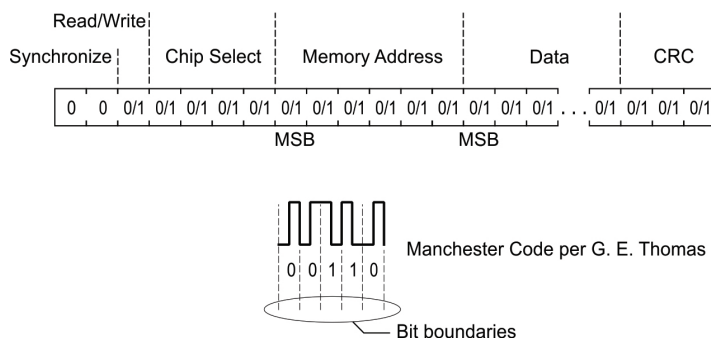 Read/Write
Synchronize Chip Select Memory Address Data CRC
0 0 0/1 0/1 0/1 0/1 0/1 0/1 0/1 0/1 0/1 0/1 0/1 0/1 0/1 0/1 ... 0/1 0/1 0/1 0/1
MSB MSB
Manchester Code per G. E. Thomas
0 0 1 1 0
Bit boundaries